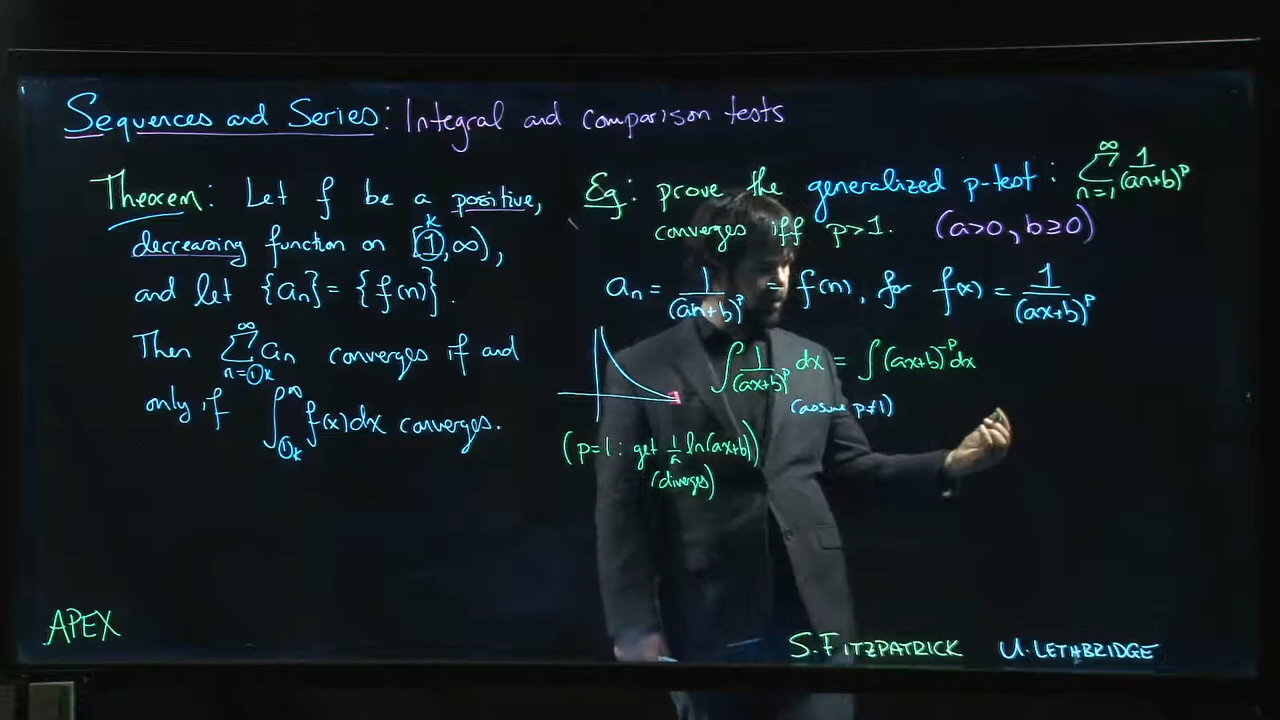 Sequences and Series: Integral and comparison tests
Theorem: Let f be a positive,
k
decreasing function on [1,∞),
and let {aₙ} = {f(n)}.
Then ∑_{n=1 k}^{∞} aₙ converges if and
only if ∫_{1 k}^{∞} f(x)dx converges.
Eg: prove the generalized p-test: ∑_{n=1}^{∞} 1/(an+b)^p
converges iff p>1. (a>0, b≥0)
aₙ = 1/(an+b)^p = f(n), for f(x) = 1/(ax+b)^p
∫ 1/(ax+b)^p dx = ∫ (ax+b)^{-p} dx
(assume p≠1)
(p=1: get 1/a ln(ax+b))
(diverges)
APEX
S. FITZPATRICK U. LETHBRIDGE